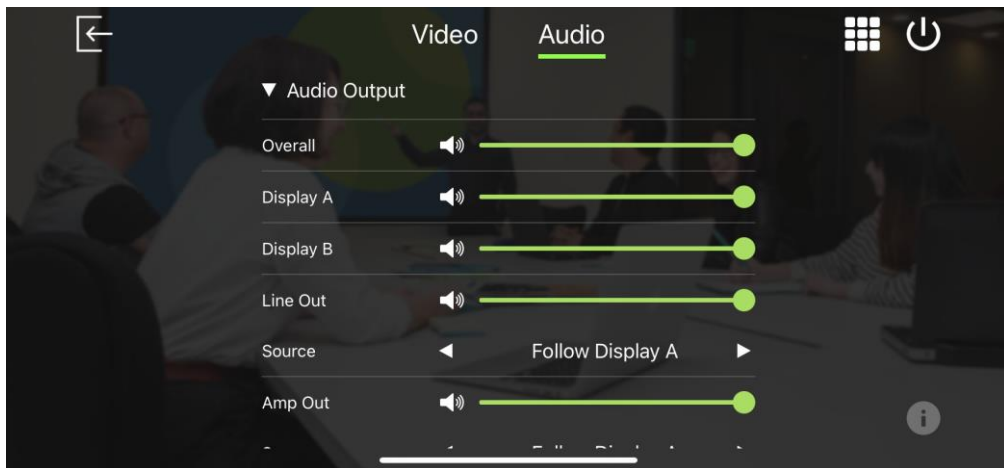 Video Audio
▼ Audio Output
Overall
Display A
Display B
Line Out
Source ◀ Follow Display A ▶
Amp Out